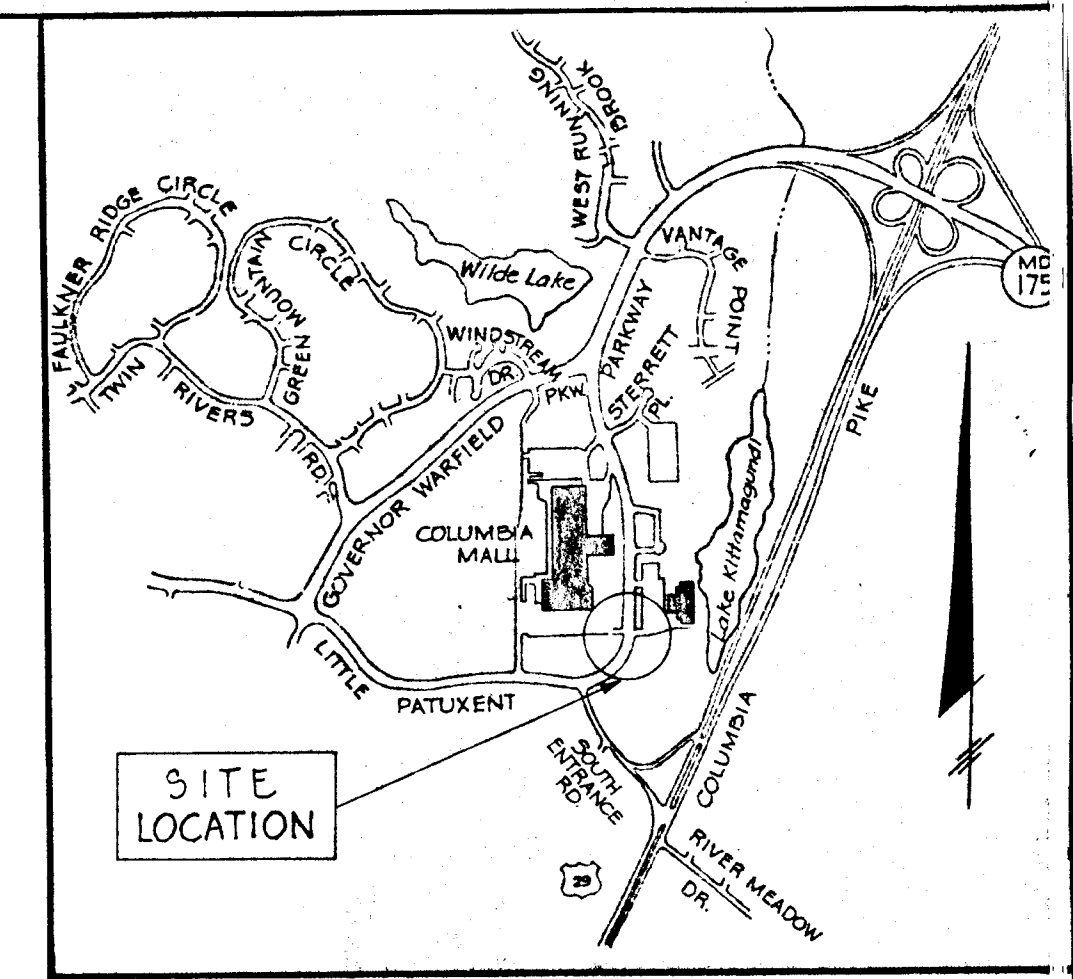 WEST RUNNING
BROOK
FAULKNER RIDGE CIRCLE
MOUNTAIN
CIRCLE
Wilde Lake
VANTAGE
POINT
MD
175
WINDSTREAM
DR.
PKW
PARKWAY
STERRETT
PL.
GREEN
TWIN
RIVERS
RD.
GOVERNOR WARFIELD
COLUMBIA
MALL
Lake Kittamagundi
PIKE
COLUMBIA
LITTLE
PATUXENT
SOUTH
ENTRANCE
RD.
SITE
LOCATION
29
RIVER MEADOW
DR.